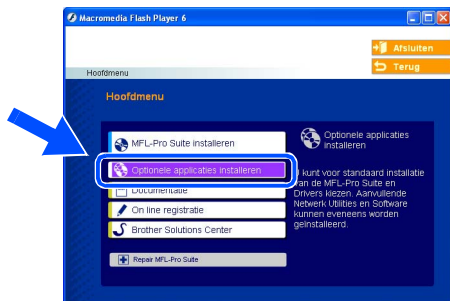 Macromedia Flash Player 6
Afsluiten
Terug
Hoofdmenu
Hoofdmenu
MFL-Pro Suite installeren
Optionele applicaties installeren
Documentatie
On line registratie
Brother Solutions Center
Repair MFL-Pro Suite
Optionele applicaties
installeren
kunt voor standaard installatie
van de MFL-Pro Suite en
Drivers kiezen. Aanvullende
Netwerk Utilities en Software
kunnen eveneens worden
geïnstalleerd.